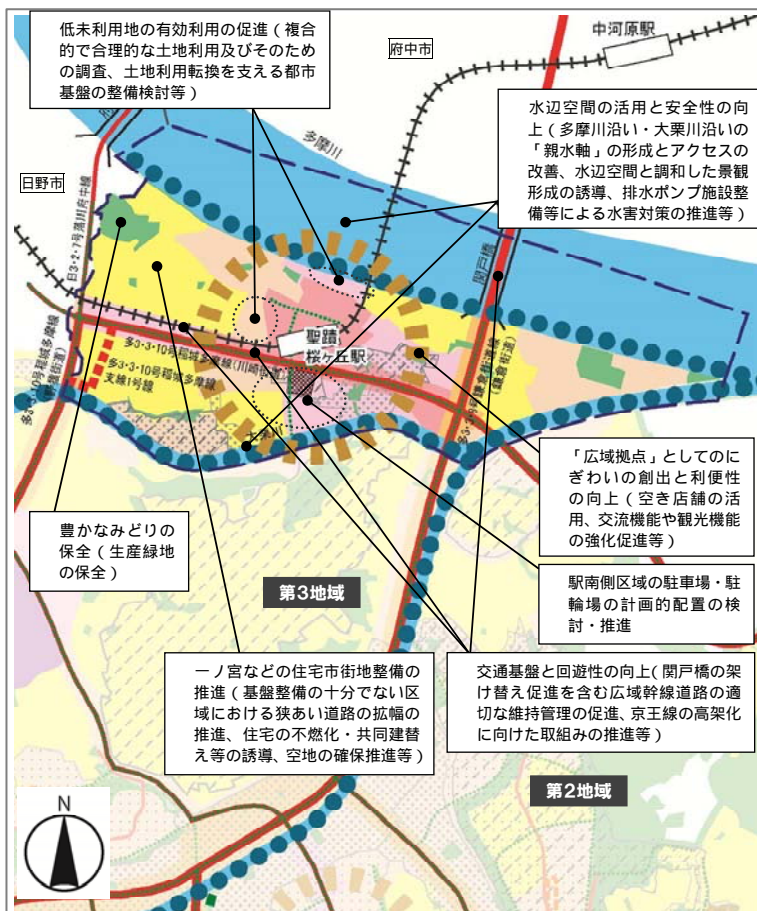 低未利用地の有効利用の促進（複合
的で合理的な土地利用及びそのため
の調査、土地利用転換を支える都市
基盤の整備検討等）
府中市
中河原駅
水辺空間の活用と安全性の向
上（多摩川沿い・大栗川沿いの
「親水軸」の形成とアクセスの
改善、水辺空間と調和した景観
形成の誘導、排水ポンプ施設整
備等による水害対策の推進等）
多摩川
日野市
関戸橋
聖蹟
桜ヶ丘駅
多3・3・10号稲城多摩線
支線1号線
「広域拠点」としてのに
ぎわいの創出と利便性
の向上（空き店舗の活
用、交流機能や観光機能
の強化促進等）
豊かなみどりの
保全（生産緑地
の保全）
駅南側区域の駐車場・駐
輪場の計画的配置の検
討・推進
第3地域
一ノ宮などの住宅市街地整備の
推進（基盤整備の十分でない区
域における狭あい道路の拡幅の
推進、住宅の不燃化・共同建替
え等の誘導、空地の確保推進等）
交通基盤と回遊性の向上（関戸橋の架
け替え促進を含む広域幹線道路の適
切な維持管理の促進、京王線の高架化
に向けた取組みの推進等）
第2地域
N